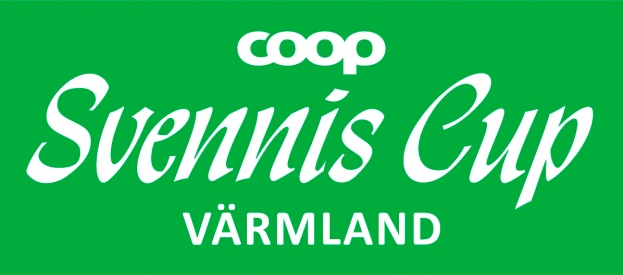 coop
Svennis Cup
VÄRMLAND